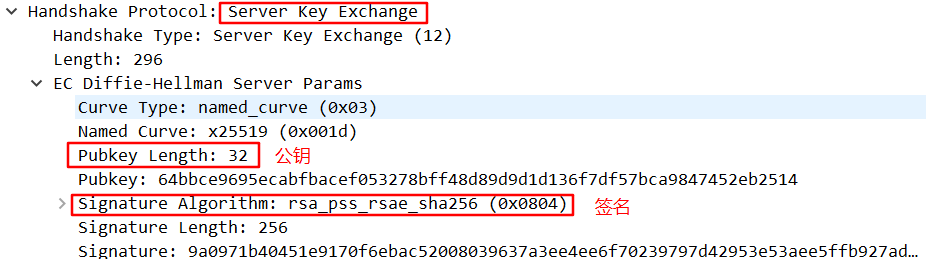 Handshake Protocol: Server Key Exchange
Handshake Type: Server Key Exchange (12)
Length: 296
EC Diffie-Hellman Server Params
Curve Type: named_curve (0x03)
Named Curve: x25519 (0x001d)
Pubkey Length: 32 公钥
Pubkey: 64bbce9695ecabfbacef053278bff48d89d9d1d136f7df57bca9847452eb2514
Signature Algorithm: rsa_pss_rsae_sha256 (0x0804) 签名
Signature Length: 256
Signature: 9a0971b40451e9170f6ebac52008039637a3ee4ee6f70239797d42953e53aee5ffb927ad…